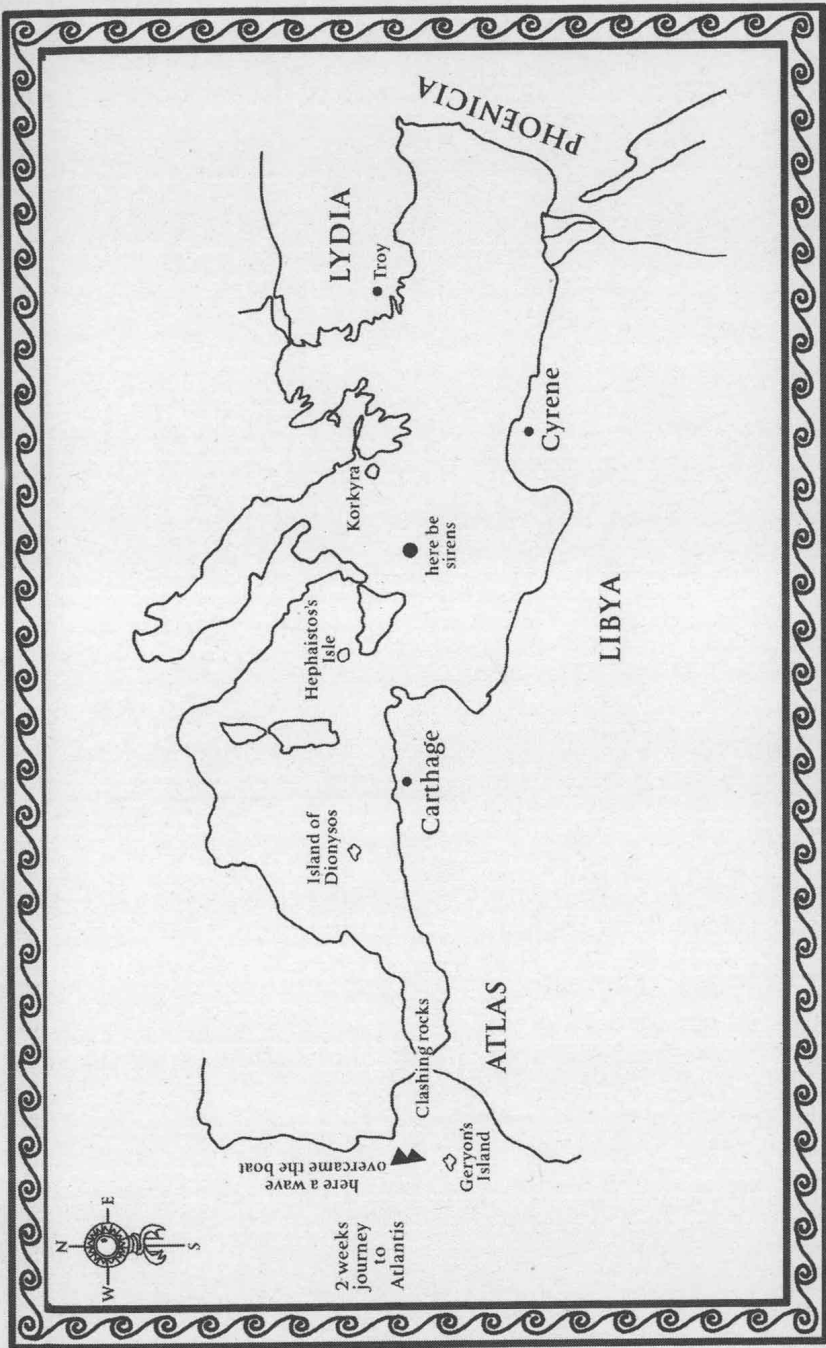 N
W
E
S
2 weeks
journey
to
Atlantis
here a wave
overcame the boat
Geryon's
Island
Clashing rocks
ATLAS
Island of
Dionysos
Carthage
Hephaistos's
Isle
here be
sirens
LIBYA
Korkyra
Cyrene
LYDIA
Troy
PHOENICIA